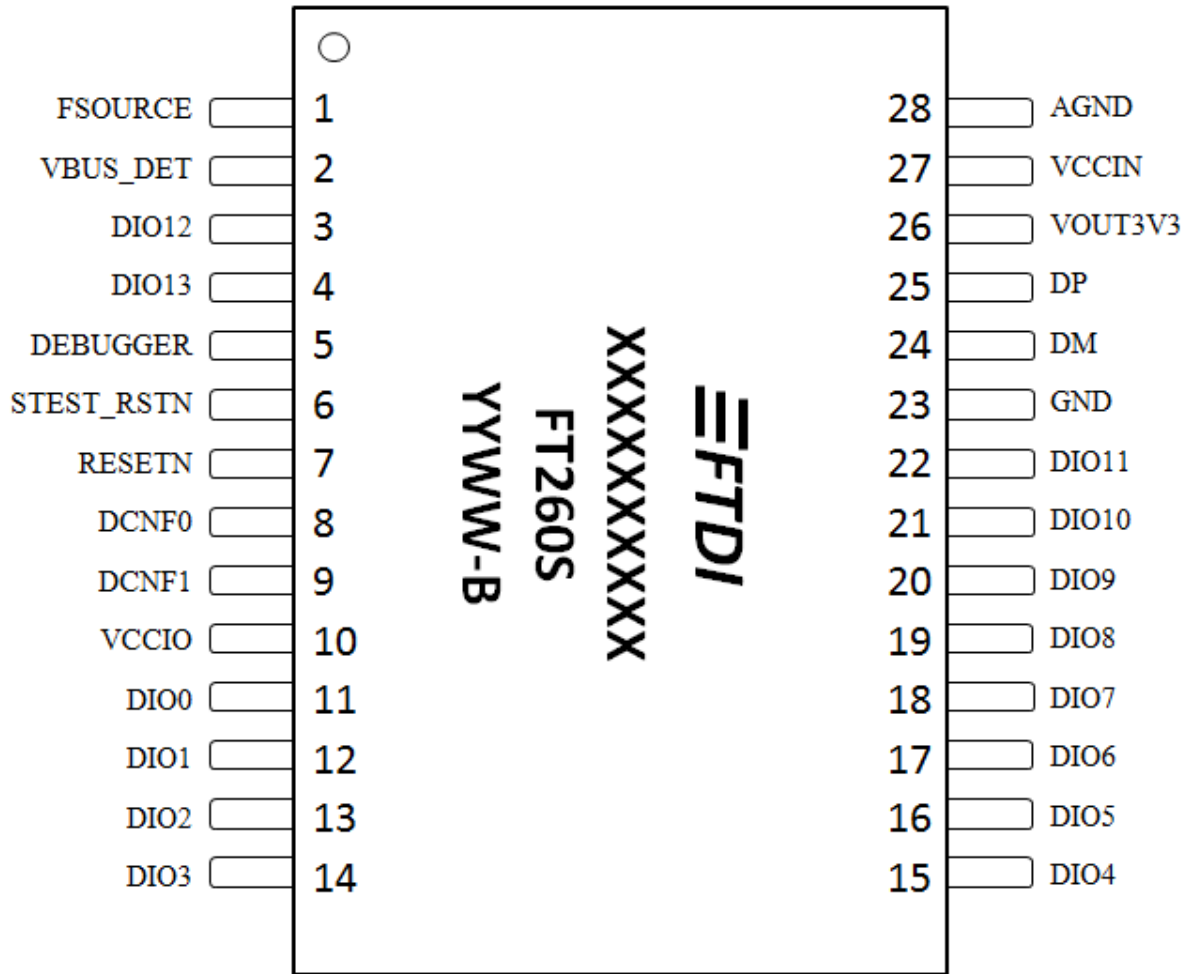 FSOURCE 1 28 AGND
VBUS_DET 2 27 VCCIN
DIO12 3 26 VOUT3V3
DIO13 4 25 DP
DEBUGGER 5 24 DM
STEST_RSTN 6 23 GND
RESETN 7 22 DIO11
DCNF0 8 21 DIO10
DCNF1 9 20 DIO9
VCCIO 10 19 DIO8
DIO0 11 18 DIO7
DIO1 12 17 DIO6
DIO2 13 16 DIO5
DIO3 14 15 DIO4
FTDI
XXXXXXXXXX
FT260S
YYWW-B